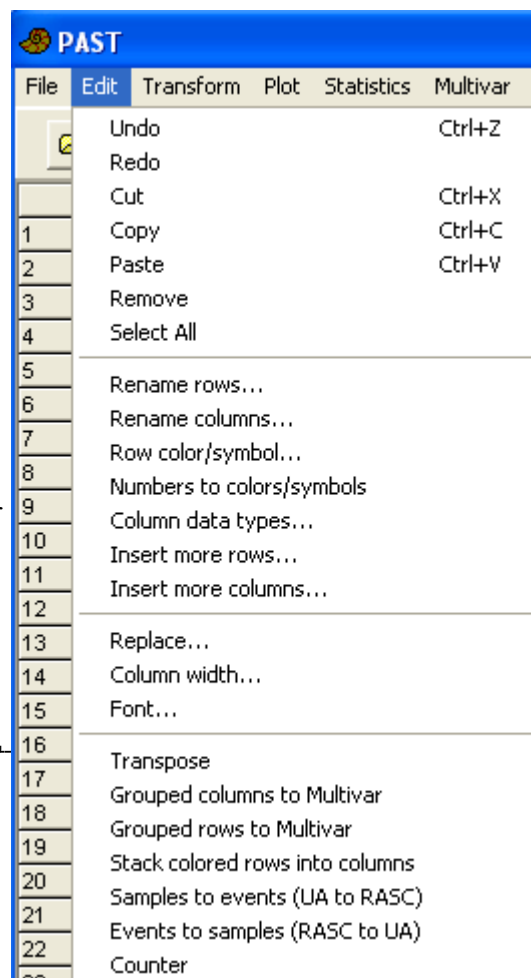 PAST
File Edit Transform Plot Statistics Multivar
Undo Ctrl+Z
Redo
Cut Ctrl+X
1 Copy Ctrl+C
2 Paste Ctrl+V
3 Remove
4 Select All
5
6 Rename rows...
7 Rename columns...
8 Row color/symbol...
9 Numbers to colors/symbols
10 Column data types...
11 Insert more rows...
12 Insert more columns...
13 Replace...
14 Column width...
15 Font...
16
17 Transpose
18 Grouped columns to Multivar
19 Grouped rows to Multivar
20 Stack colored rows into columns
21 Samples to events (UA to RASC)
22 Events to samples (RASC to UA)
Counter